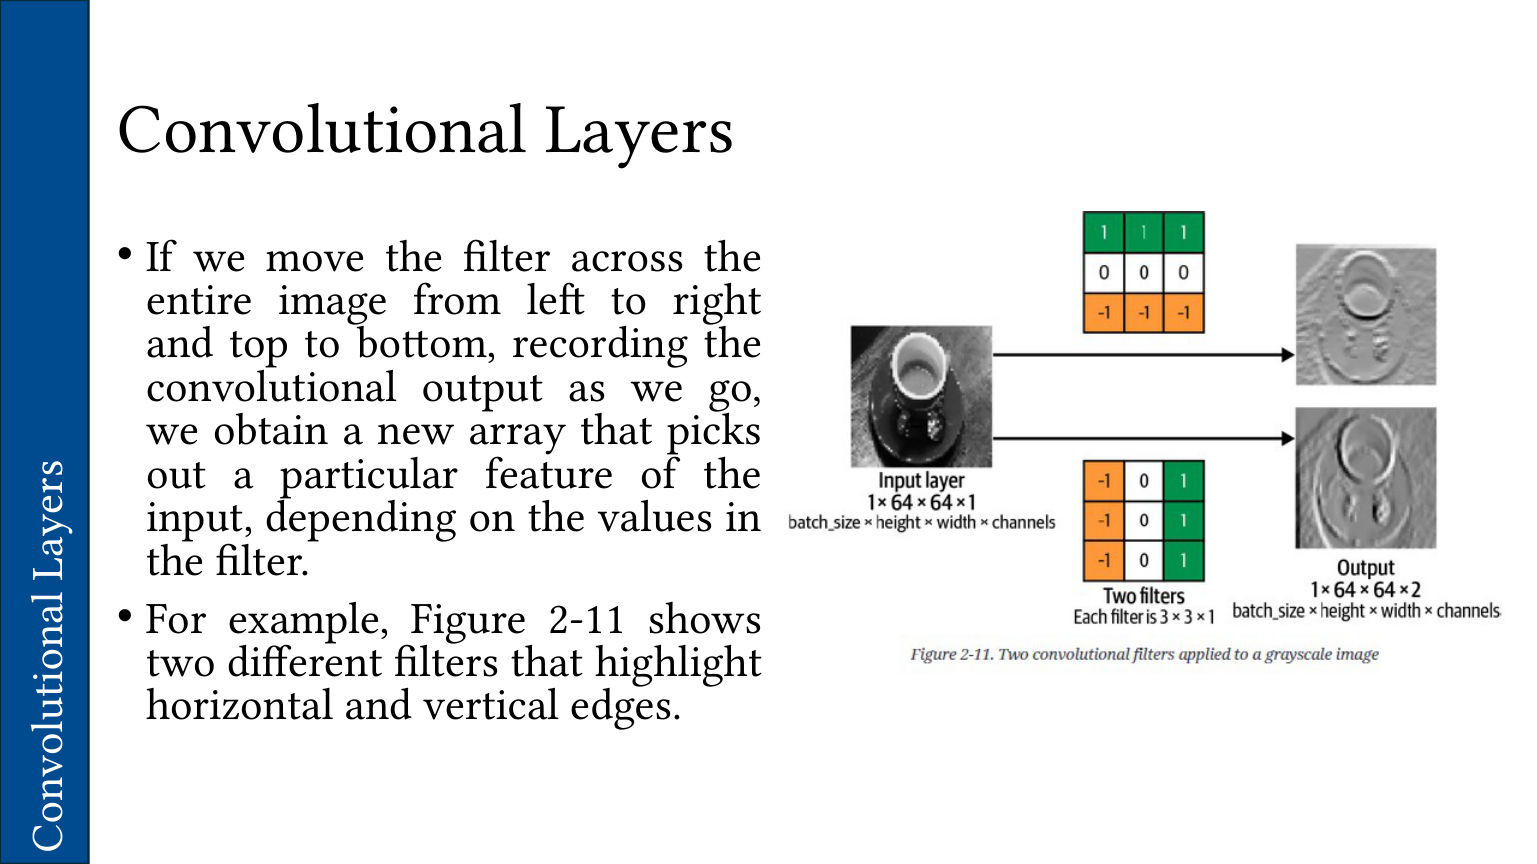 Convolutional Layers
Convolutional Layers
• If we move the filter across the
entire image from left to right
and top to bottom, recording the
convolutional output as we go,
we obtain a new array that picks
out a particular feature of the
input, depending on the values in
the filter.
• For example, Figure 2-11 shows
two different filters that highlight
horizontal and vertical edges.
1 1 1
0 0 0
-1 -1 -1
Input layer
1 × 64 × 64 × 1
batch_size × height × width × channels
-1 0 1
-1 0 1
-1 0 1
Two filters
Each filter is 3 × 3 × 1
Output
1 × 64 × 64 × 2
batch_size × height × width × channels
Figure 2-11. Two convolutional filters applied to a grayscale image